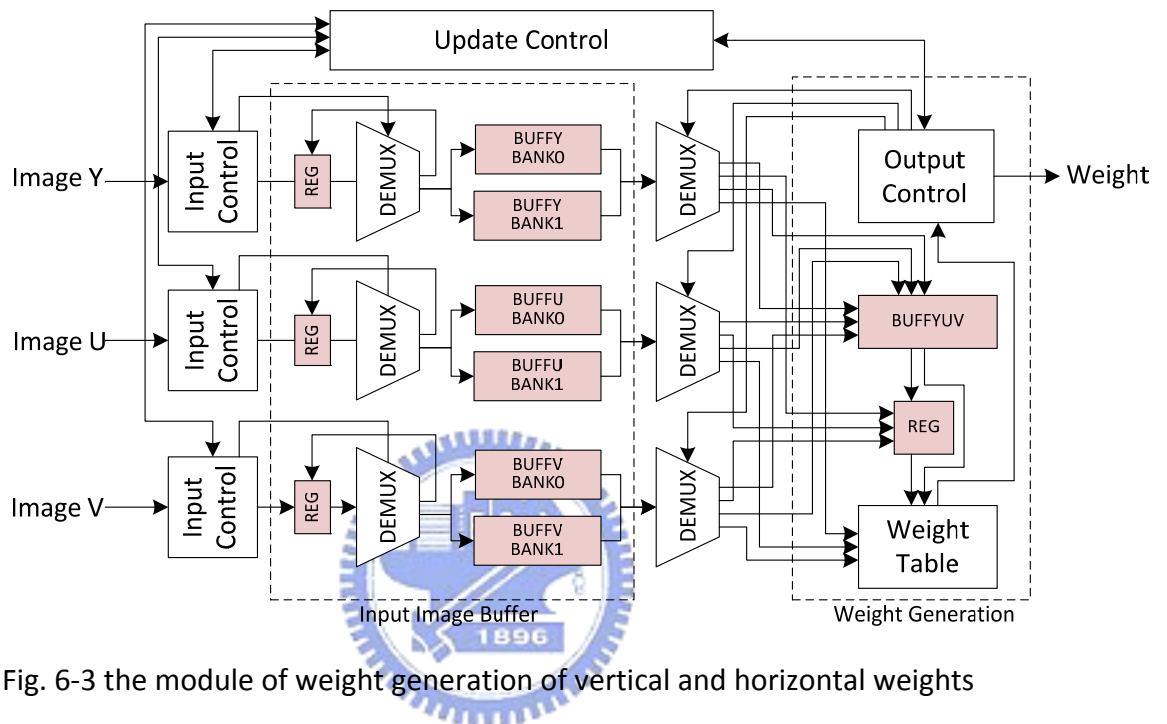 Update Control
Image Y
Input
Control
REG
DEMUX
BUFFY
BANK0
BUFFY
BANK1
DEMUX
Output
Control
Weight
Image U
Input
Control
REG
DEMUX
BUFFU
BANK0
BUFFU
BANK1
DEMUX
BUFFYUV
REG
Image V
Input
Control
REG
DEMUX
BUFFV
BANK0
BUFFV
BANK1
DEMUX
Weight
Table
Input Image Buffer
Weight Generation
1896
Fig. 6-3 the module of weight generation of vertical and horizontal weights